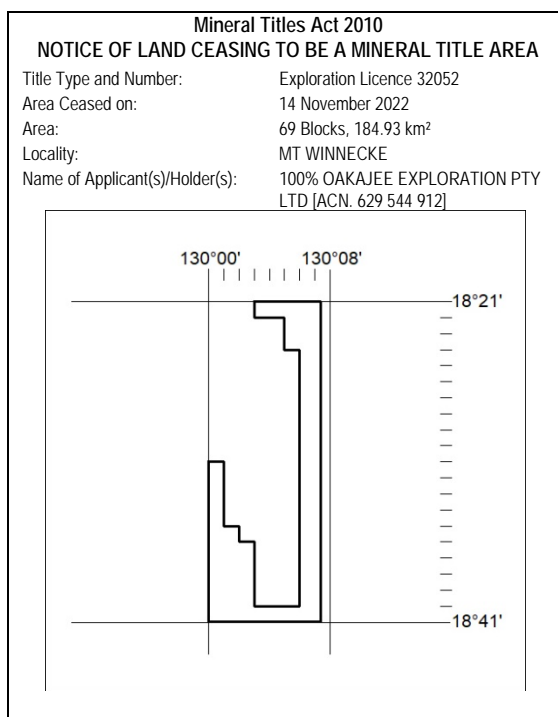 Mineral Titles Act 2010
NOTICE OF LAND CEASING TO BE A MINERAL TITLE AREA
Title Type and Number: Exploration Licence 32052
Area Ceased on: 14 November 2022
Area: 69 Blocks, 184.93 km²
Locality: MT WINNECKE
Name of Applicant(s)/Holder(s): 100% OAKAJEE EXPLORATION PTY
LTD [ACN. 629 544 912]
130°00' 130°08'
18°21'
18°41'